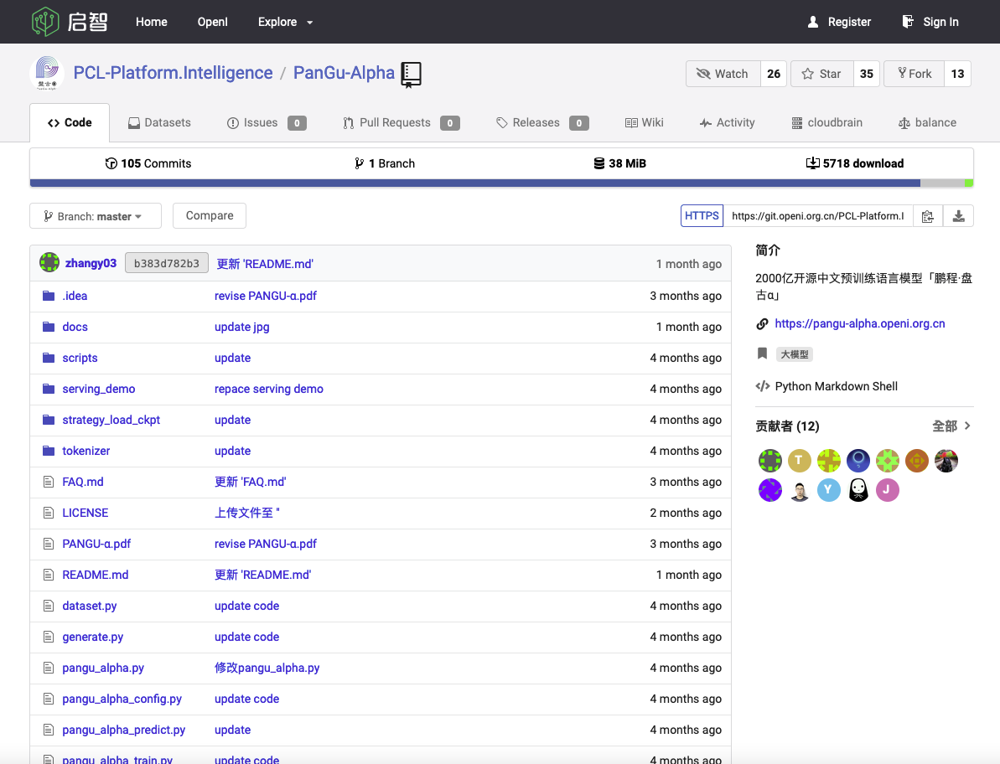 启智 Home OpenI Explore Register Sign In
PCL-Platform.Intelligence / PanGu-Alpha Watch 26 Star 35 Fork 13
Code Datasets Issues 0 Pull Requests 0 Releases 0 Wiki Activity cloudbrain balance
105 Commits 1 Branch 38 MiB 5718 download
Branch: master Compare HTTPS https://git.openi.org.cn/PCL-Platform.I
zhangy03 b383d782b3 更新 'README.md' 1 month ago
.idea revise PANGU-α.pdf 3 months ago
docs update jpg 1 month ago
scripts update 4 months ago
serving_demo repace serving demo 4 months ago
strategy_load_ckpt update 4 months ago
tokenizer update 4 months ago
FAQ.md 更新 'FAQ.md' 3 months ago
LICENSE 上传文件至 '' 2 months ago
PANGU-α.pdf revise PANGU-α.pdf 3 months ago
README.md 更新 'README.md' 1 month ago
dataset.py update code 4 months ago
generate.py update code 4 months ago
pangu_alpha.py 修改pangu_alpha.py 4 months ago
pangu_alpha_config.py update code 4 months ago
pangu_alpha_predict.py update 4 months ago
pangu_alpha_train.py update code 4 months ago
简介
2000亿开源中文预训练语言模型「鹏程·盘
古α」
https://pangu-alpha.openi.org.cn
大模型
Python Markdown Shell
贡献者 (12) 全部
T
Y J